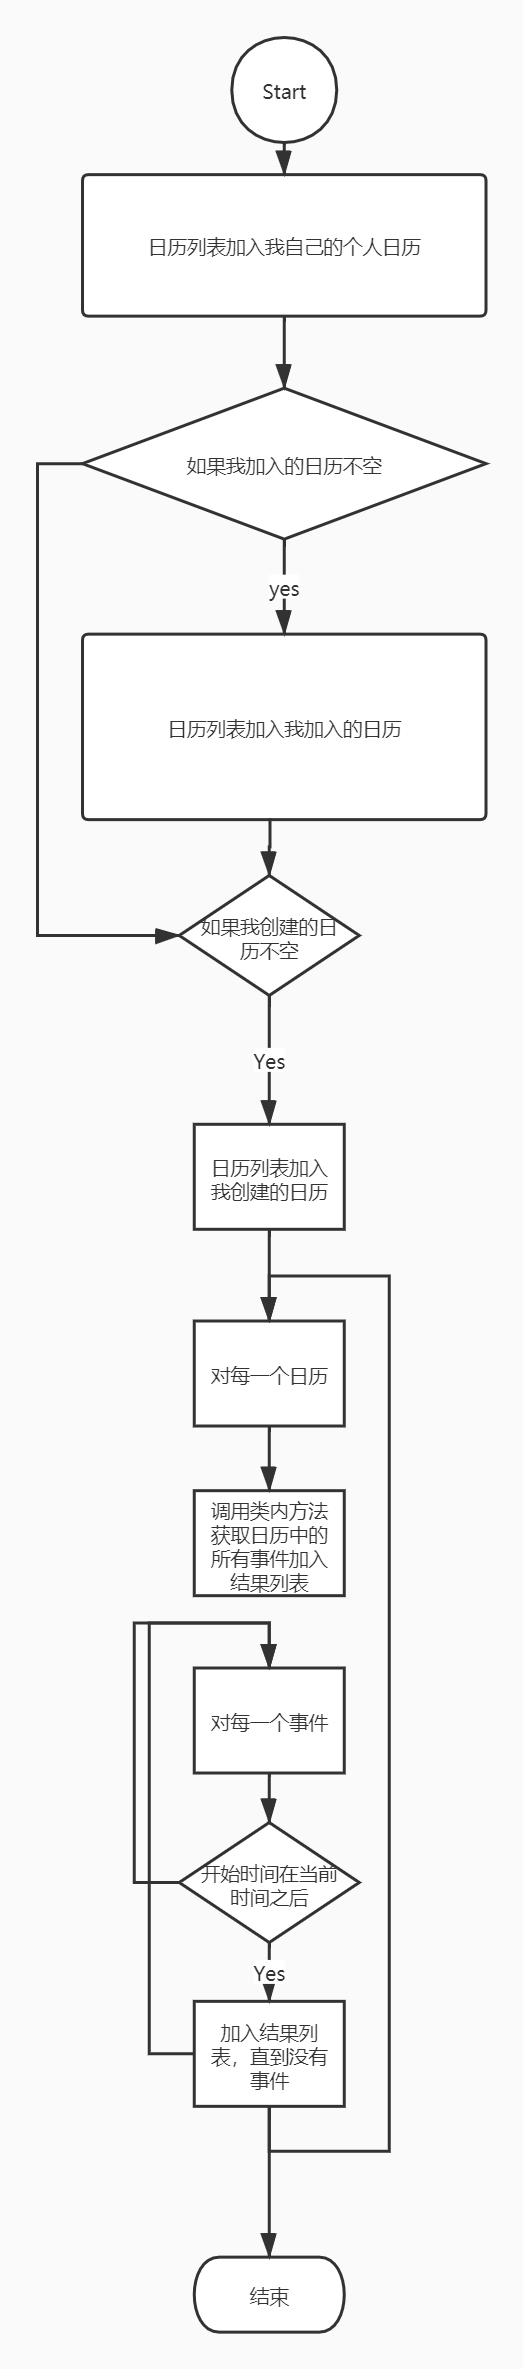 Start
日历列表加入我自己的个人日历
如果我加入的日历不空
yes
日历列表加入我加入的日历
如果我创建的日
历不空
Yes
日历列表加入
我创建的日历
对每一个日历
调用类内方法
获取日历中的
所有事件加入
结果列表
对每一个事件
开始时间在当前
时间之后
Yes
加入结果列
表，直到没有
事件
结束